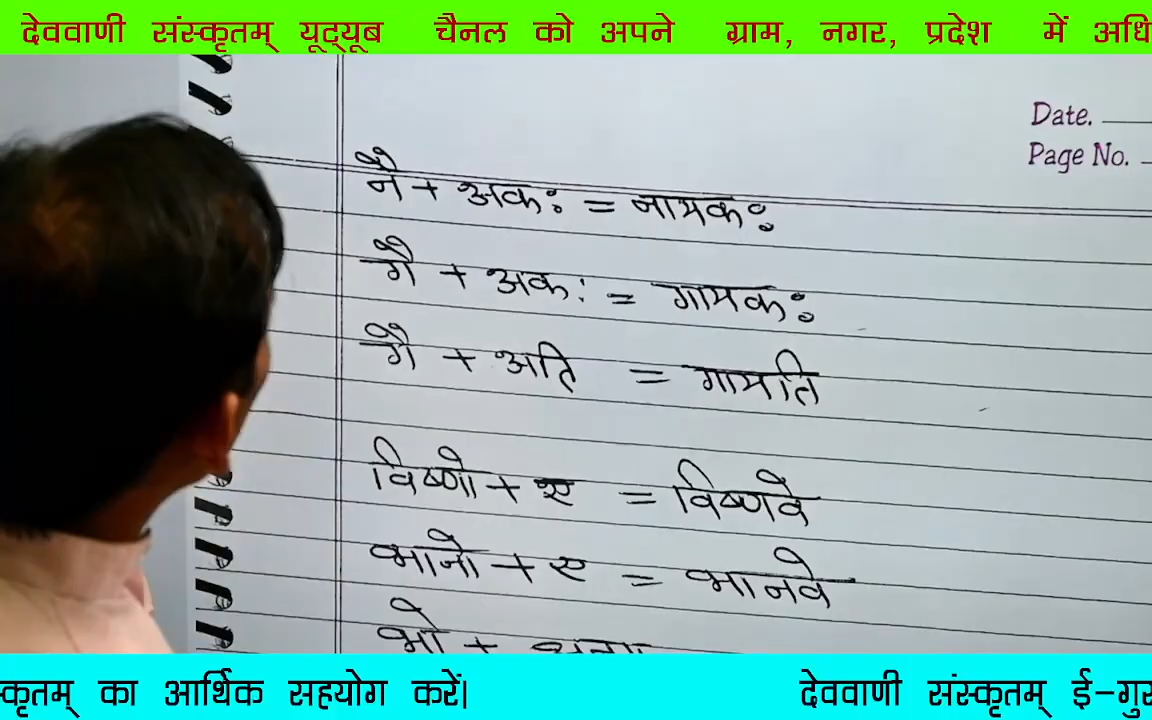 देववाणी संस्कृतम् यूट्यूब चैनल को अपने ग्राम, नगर, प्रदेश में अधि
Date.
Page No.
नै + अकः = नायकः
गै + अकः = गायकः
गै + अति = गायति
विष्णो + ए = विष्णवे
भानो + ए = भानवे
भो +
स्कृतम् का आर्थिक सहयोग करें। देववाणी संस्कृतम् ई-गुरु